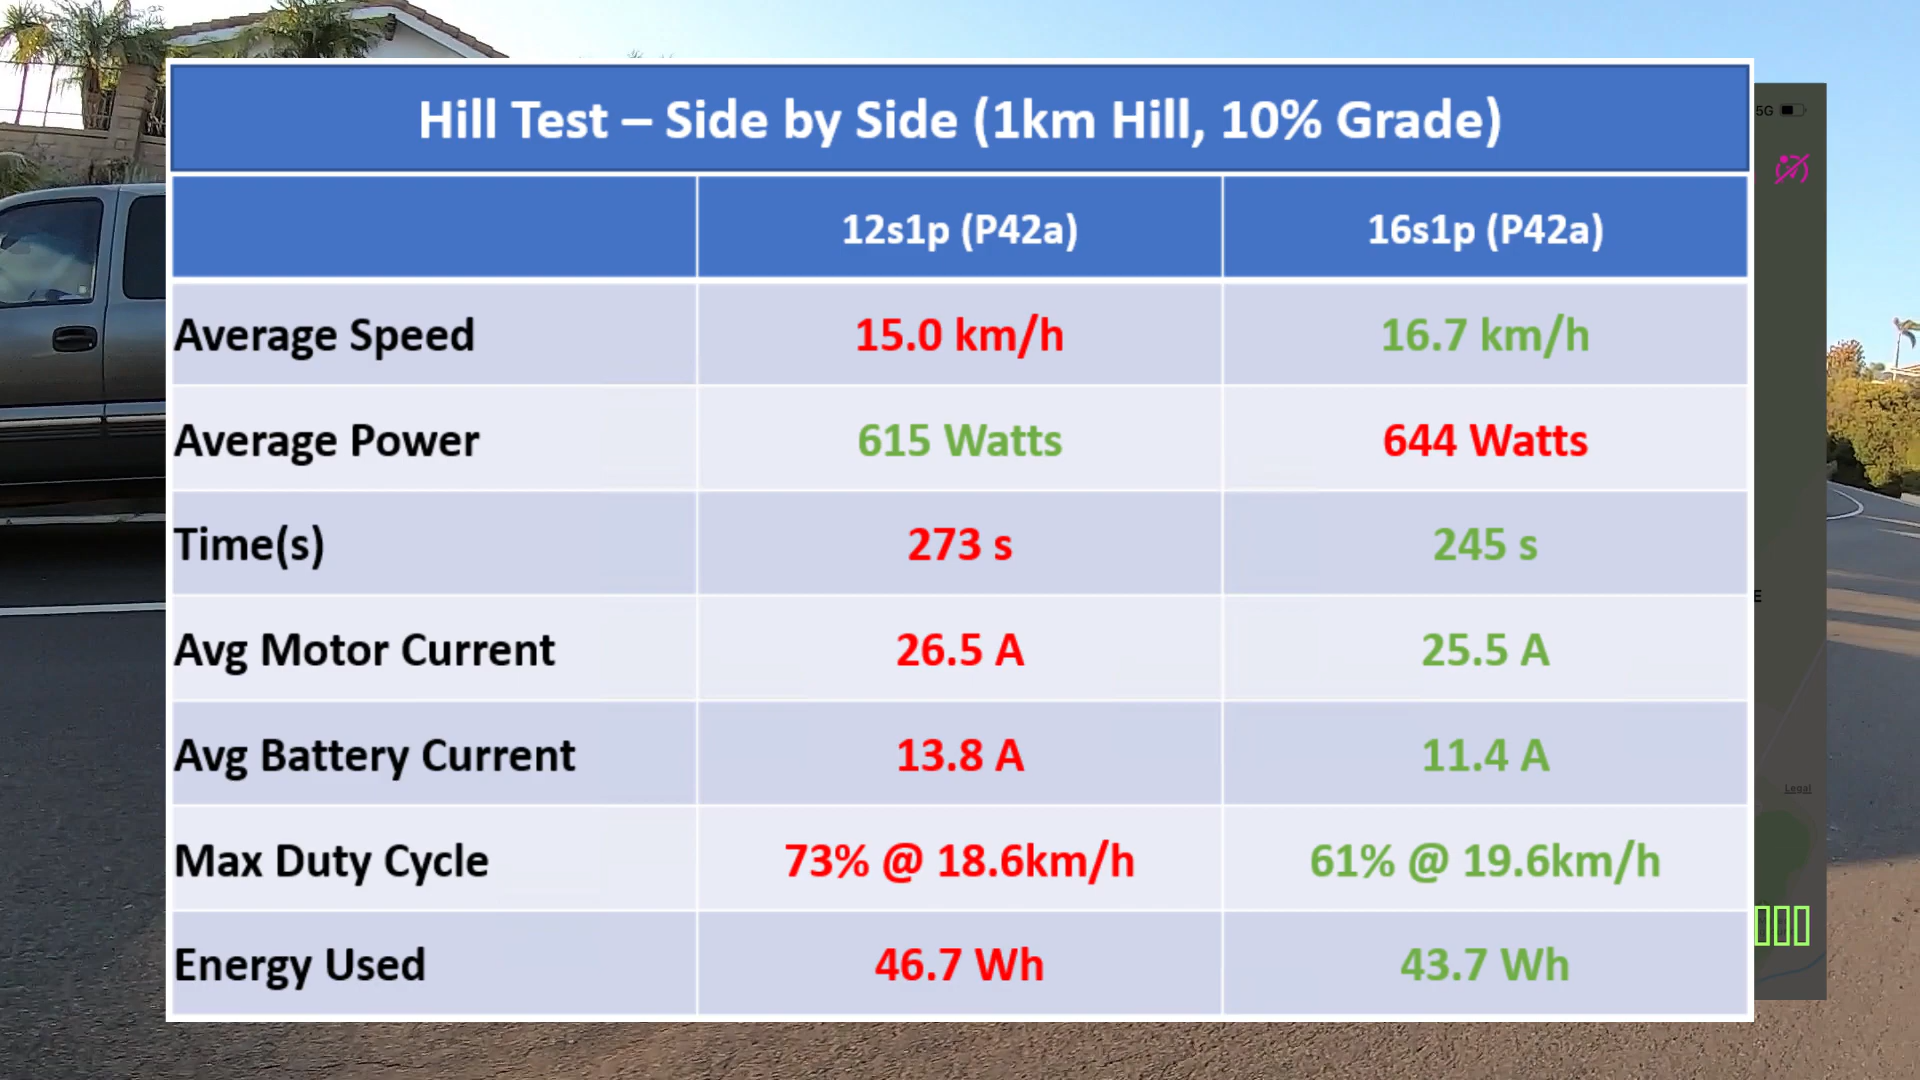 Hill Test – Side by Side (1km Hill, 10% Grade)
12s1p (P42a) 16s1p (P42a)
Average Speed 15.0 km/h 16.7 km/h
Average Power 615 Watts 644 Watts
Time(s) 273 s 245 s
Avg Motor Current 26.5 A 25.5 A
Avg Battery Current 13.8 A 11.4 A
Max Duty Cycle 73% @ 18.6km/h 61% @ 19.6km/h
Energy Used 46.7 Wh 43.7 Wh
5G
E
Legal